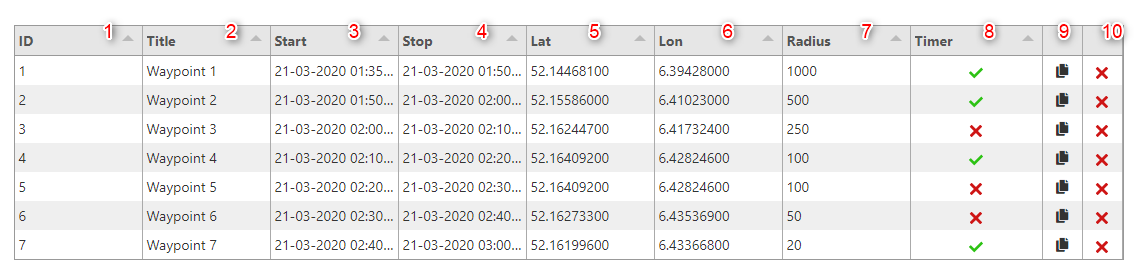 ID 1 Title 2 Start 3 Stop 4 Lat 5 Lon 6 Radius 7 Timer 8 9 10
1 Waypoint 1 21-03-2020 01:35... 21-03-2020 01:50... 52.14468100 6.39428000 1000
2 Waypoint 2 21-03-2020 01:50... 21-03-2020 02:00... 52.15586000 6.41023000 500
3 Waypoint 3 21-03-2020 02:00... 21-03-2020 02:10... 52.16244700 6.41732400 250
4 Waypoint 4 21-03-2020 02:10... 21-03-2020 02:20... 52.16409200 6.42824600 100
5 Waypoint 5 21-03-2020 02:20... 21-03-2020 02:30... 52.16409200 6.42824600 100
6 Waypoint 6 21-03-2020 02:30... 21-03-2020 02:40... 52.16273300 6.43536900 50
7 Waypoint 7 21-03-2020 02:40... 21-03-2020 03:00... 52.16199600 6.43366800 20